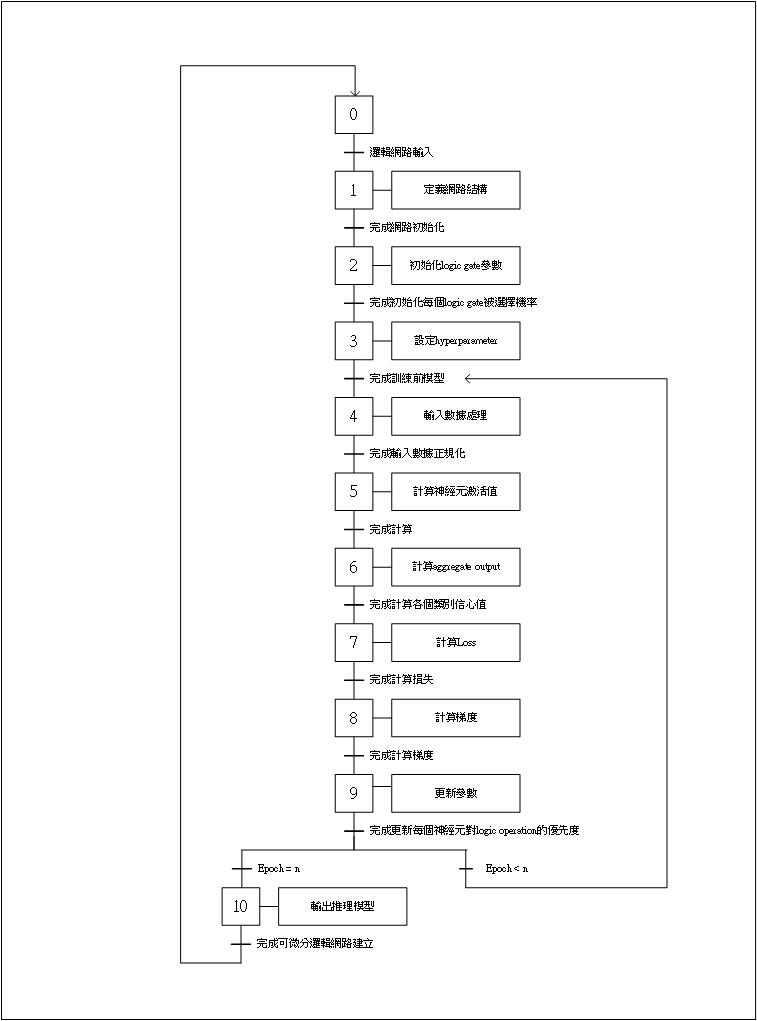 0
邏輯網路輸入
1
定義網路結構
完成網路初始化
2
初始化logic gate參數
完成初始化每個logic gate被選擇機率
3
設定hyperparameter
完成訓練前模型
4
輸入數據處理
完成輸入數據正規化
5
計算神經元激活值
完成計算
6
計算aggregate output
完成計算各個類別信心值
7
計算Loss
完成計算損失
8
計算梯度
完成計算梯度
9
更新參數
完成更新每個神經元對logic operation的優先度
Epoch = n
Epoch < n
10
輸出推理模型
完成可微分邏輯網路建立